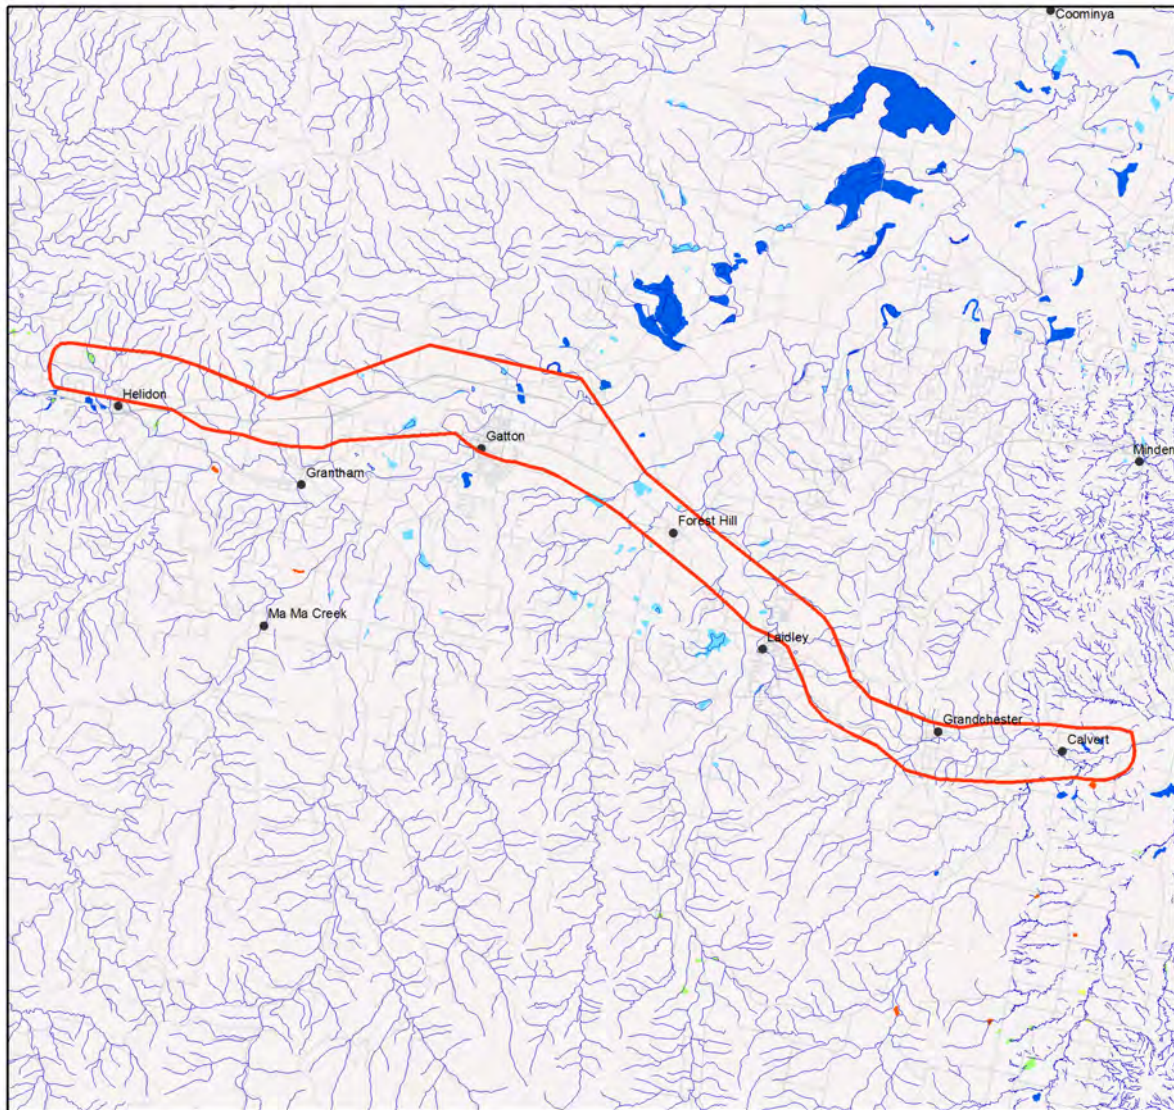 Coominya
Helidon
Gatton
Minden
Grantham
Forest Hill
Ma Ma Creek
Laidley
Grandchester
Calvert